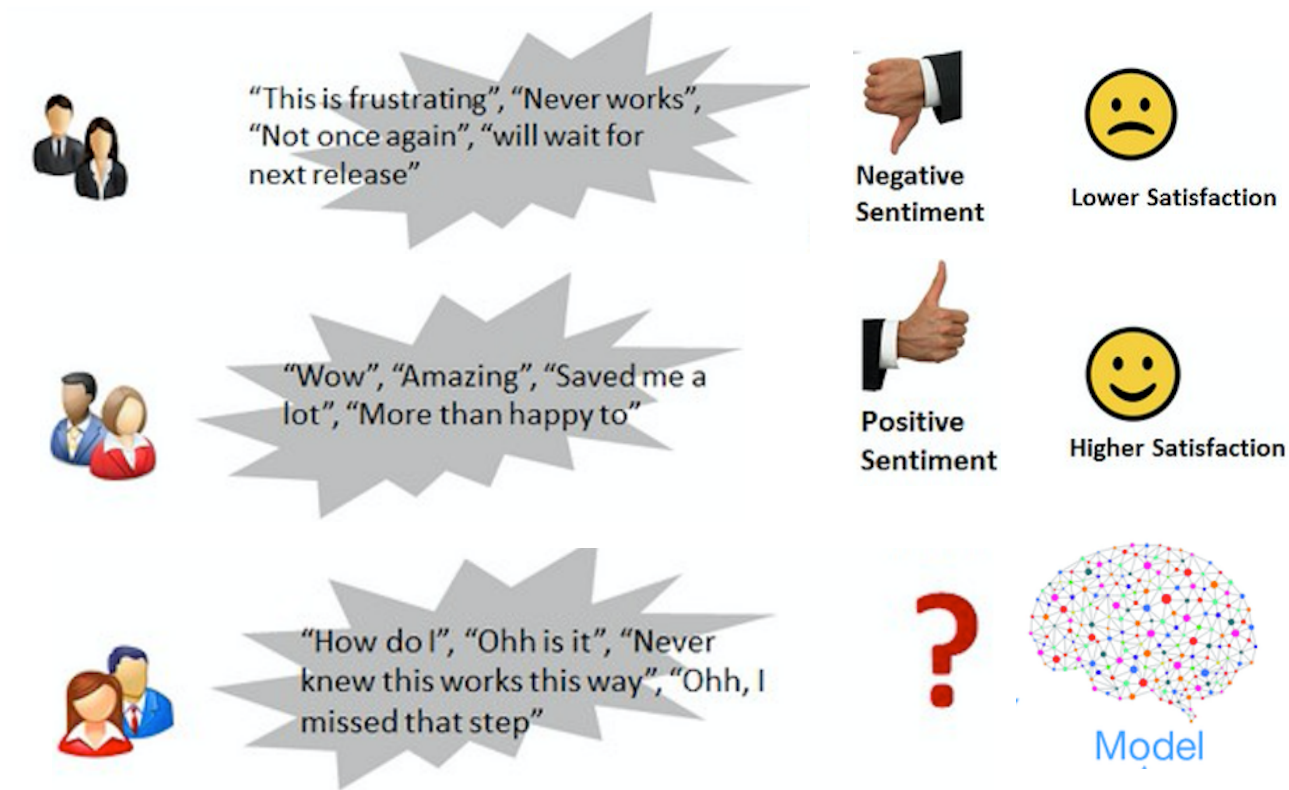 “This is frustrating”, “Never works”,
“Not once again”, “will wait for
next release”
Negative
Sentiment
Lower Satisfaction
“Wow”, “Amazing”, “Saved me a
lot”, “More than happy to”
Positive
Sentiment
Higher Satisfaction
“How do I”, “Ohh is it”, “Never
knew this works this way”, “Ohh, I
missed that step”
?
Model